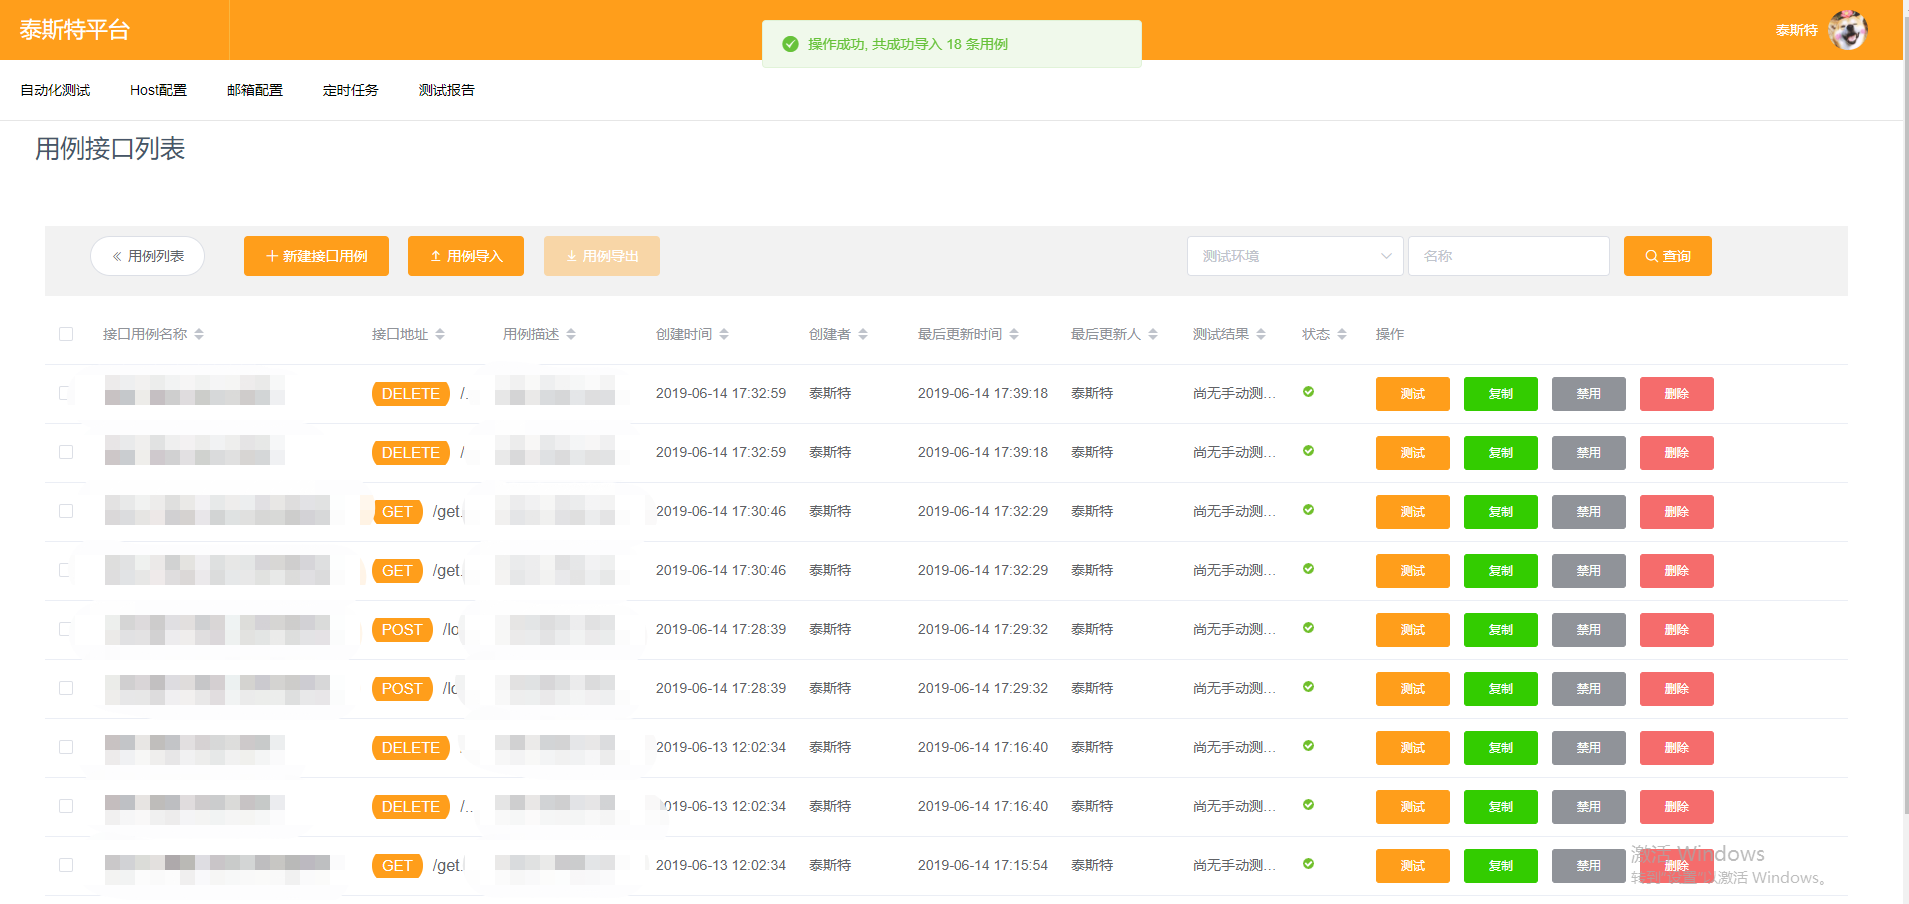 泰斯特平台
操作成功, 共成功导入 18 条用例
泰斯特
自动化测试 Host配置 邮箱配置 定时任务 测试报告
用例接口列表
用例列表 新建接口用例 用例导入 用例导出 测试环境 名称 查询
接口用例名称 接口地址 用例描述 创建时间 创建者 最后更新时间 最后更新人 测试结果 状态 操作
DELETE /. 2019-06-14 17:32:59 泰斯特 2019-06-14 17:39:18 泰斯特 尚无手动测... 测试 复制 禁用 删除
DELETE / 2019-06-14 17:32:59 泰斯特 2019-06-14 17:39:18 泰斯特 尚无手动测... 测试 复制 禁用 删除
GET /get. 2019-06-14 17:30:46 泰斯特 2019-06-14 17:32:29 泰斯特 尚无手动测... 测试 复制 禁用 删除
GET /get. 2019-06-14 17:30:46 泰斯特 2019-06-14 17:32:29 泰斯特 尚无手动测... 测试 复制 禁用 删除
POST /lo 2019-06-14 17:28:39 泰斯特 2019-06-14 17:29:32 泰斯特 尚无手动测... 测试 复制 禁用 删除
POST /lo 2019-06-14 17:28:39 泰斯特 2019-06-14 17:29:32 泰斯特 尚无手动测... 测试 复制 禁用 删除
DELETE . 2019-06-13 12:02:34 泰斯特 2019-06-14 17:16:40 泰斯特 尚无手动测... 测试 复制 禁用 删除
DELETE /.. 2019-06-13 12:02:34 泰斯特 2019-06-14 17:16:40 泰斯特 尚无手动测... 测试 复制 禁用 删除
GET /get. 2019-06-13 12:02:34 泰斯特 2019-06-14 17:15:54 泰斯特 尚无手动测... 测试 复制 禁用 删除
激活 Windows
转到"设置"以激活 Windows。